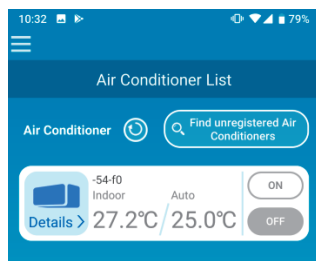 10:32 79%
Air Conditioner List
Air Conditioner Find unregistered Air
Conditioners
-54-f0
Indoor Auto ON
Details > 27.2℃ / 25.0℃ OFF